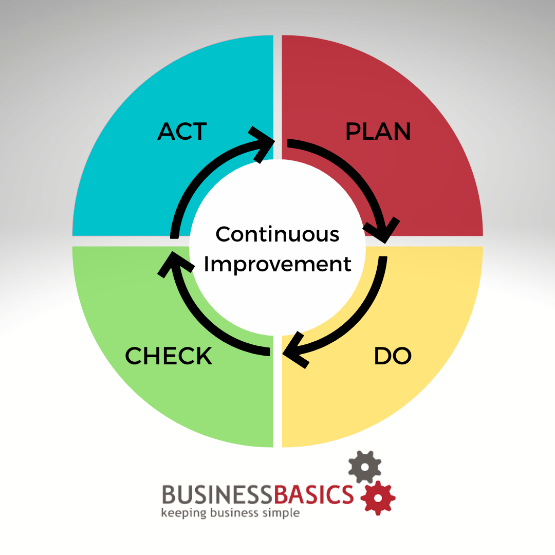 ACT
PLAN
Continuous
Improvement
CHECK
DO
BUSINESSBASICS
keeping business simple